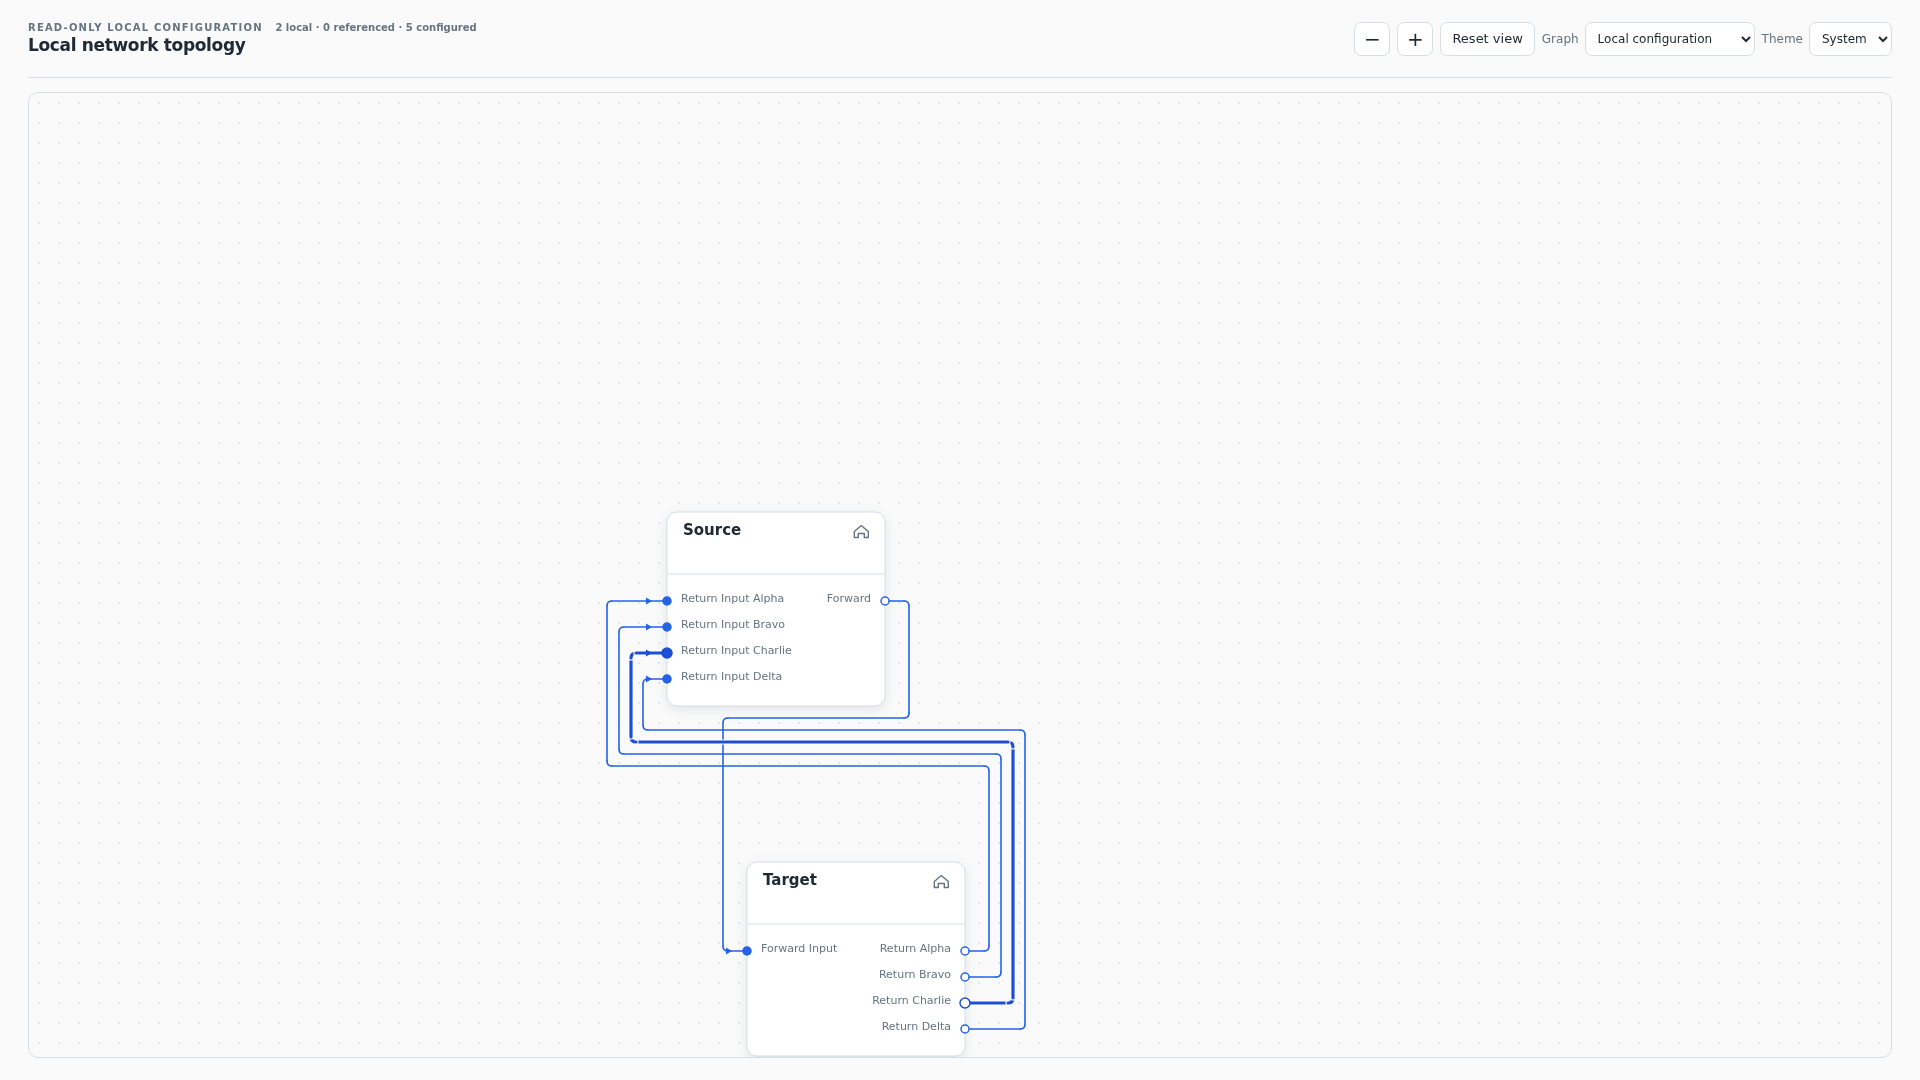 READ-ONLY LOCAL CONFIGURATION 2 local · 0 referenced · 5 configured
Local network topology
− + Reset view Graph Local configuration Theme System
Source
Return Input Alpha Forward
Return Input Bravo
Return Input Charlie
Return Input Delta
Target
Forward Input Return Alpha
Return Bravo
Return Charlie
Return Delta